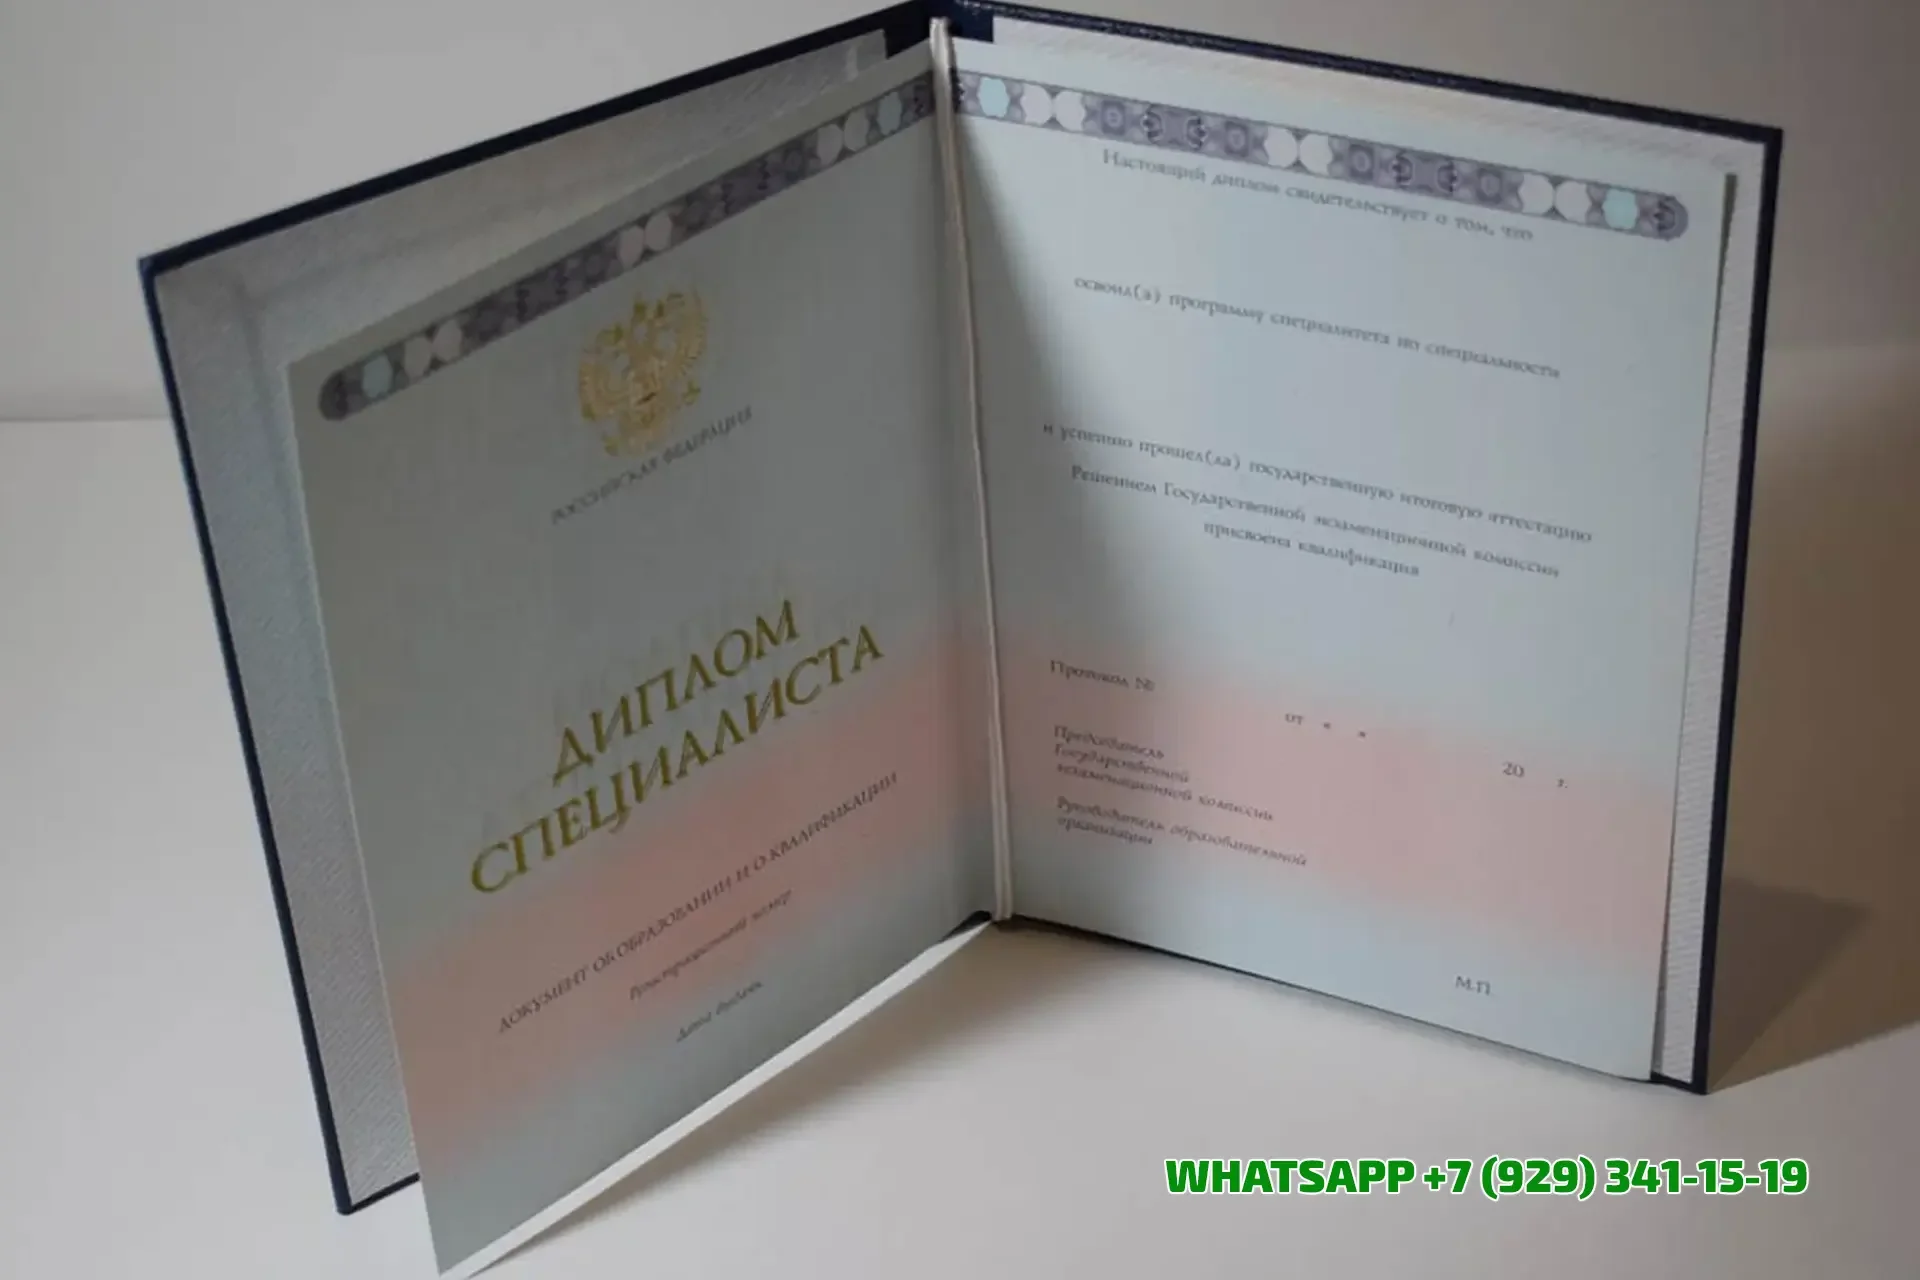 РОССИЙСКАЯ ФЕДЕРАЦИЯ
ДИПЛОМ
СПЕЦИАЛИСТА
ДОКУМЕНТ ОБ ОБРАЗОВАНИИ И О КВАЛИФИКАЦИИ
Регистрационный номер
Дата выдачи
Настоящий диплом свидетельствует о том, что
освоил(а) программу специалитета по специальности
и успешно прошел(ла) государственную итоговую аттестацию
Решением Государственной экзаменационной комиссии
присвоена квалификация
Протокол №
от « » 20 г.
Председатель
Государственной
экзаменационной комиссии
Руководитель образовательной
организации
М.П.
WHATSAPP +7 (929) 341-15-19